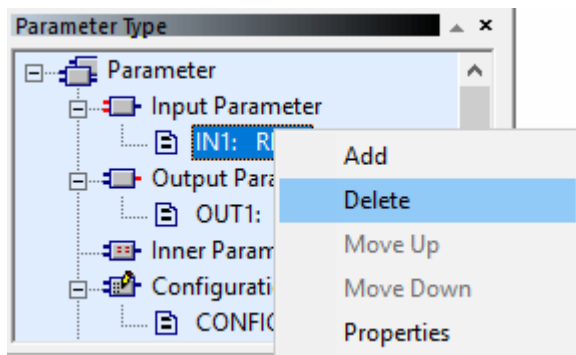 Parameter Type
Parameter
Input Parameter
IN1: R
Add
Output Para
Delete
OUT1:
Move Up
Inner Param
Configurati
Move Down
CONFIG
Properties